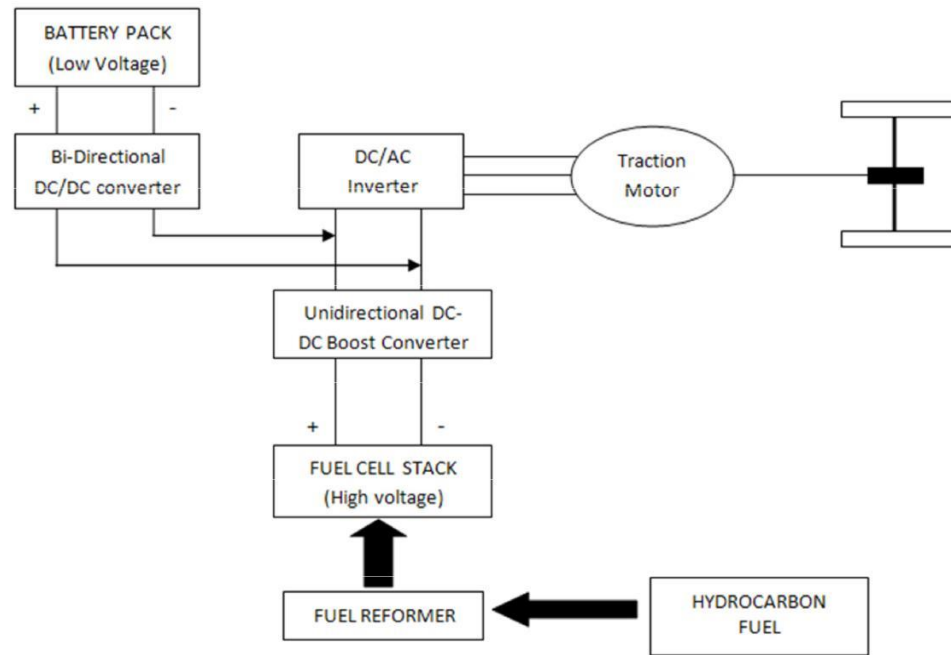 BATTERY PACK
(Low Voltage)
+ -
Bi-Directional
DC/DC converter
DC/AC
Inverter
Traction
Motor
Unidirectional DC-
DC Boost Converter
+ -
FUEL CELL STACK
(High voltage)
FUEL REFORMER
HYDROCARBON
FUEL